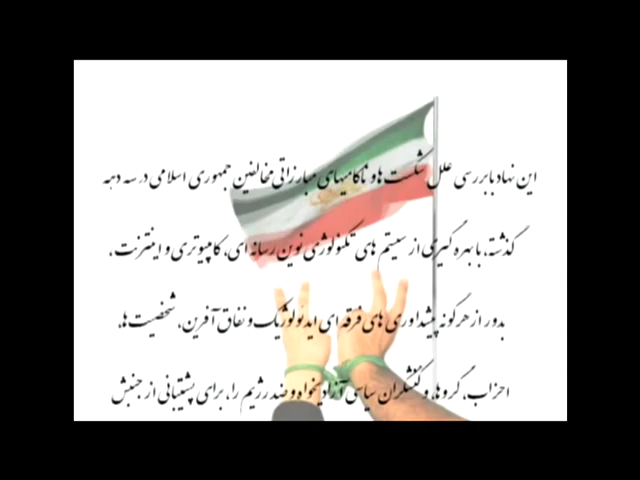 این نهاد با بررسی علل شکست ها و ناکامیهای مبارزاتی مخالفین جمهوری اسلامی در سه دهه
گذشته، با بهره گیری از سیستم های تکنولوژی نوین رسانه ای، کامپیوتری و اینترنت،
بدور از هرگونه پیشداوری های فرقه ای ایدئولوژیک و نفاق آفرین، شخصیت ها،
احزاب، گروها، و کنشگران سیاسی آزادیخواه و ضد رژیم را، برای پشتیبانی از جنبش